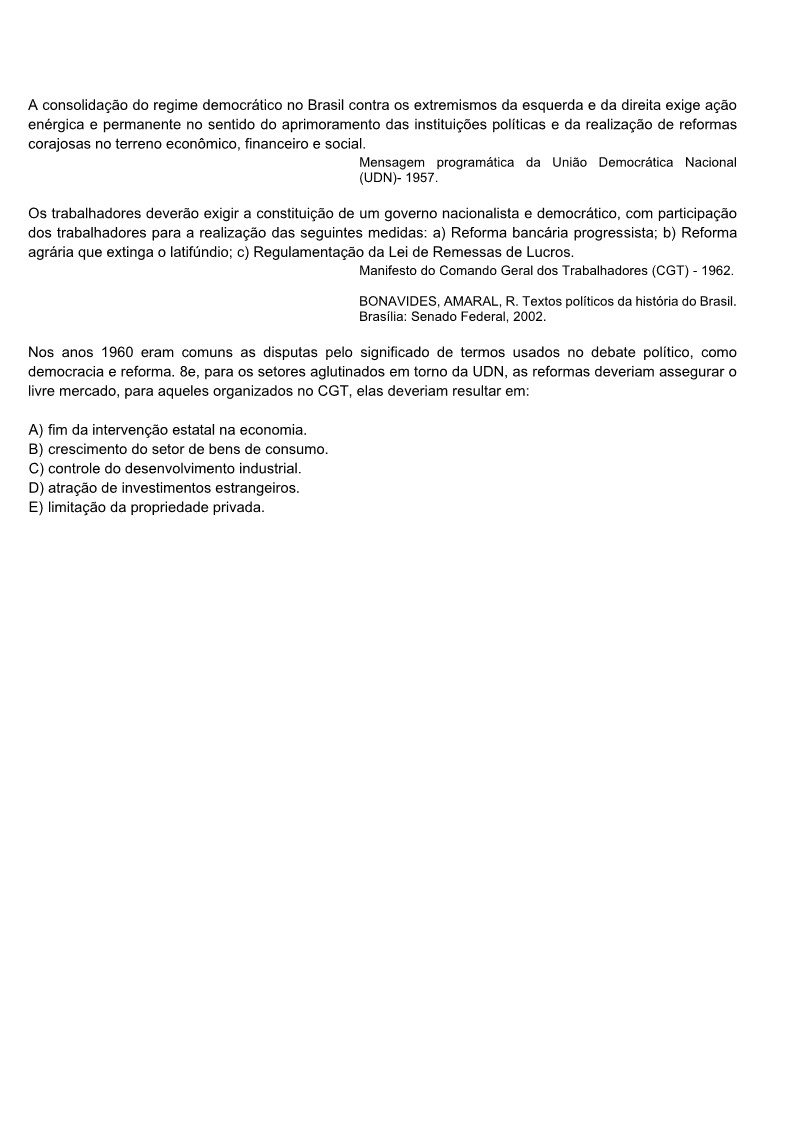 A consolidação do regime democrático no Brasil contra os extremismos da esquerda e da direita exige ação
enérgica e permanente no sentido do aprimoramento das instituições políticas e da realização de reformas
corajosas no terreno econômico, financeiro e social.
Mensagem programática da União Democrática Nacional
(UDN)- 1957.
Os trabalhadores deverão exigir a constituição de um governo nacionalista e democrático, com participação
dos trabalhadores para a realização das seguintes medidas: a) Reforma bancária progressista; b) Reforma
agrária que extinga o latifúndio; c) Regulamentação da Lei de Remessas de Lucros.
Manifesto do Comando Geral dos Trabalhadores (CGT) - 1962.
BONAVIDES, AMARAL, R. Textos políticos da história do Brasil.
Brasília: Senado Federal, 2002.
Nos anos 1960 eram comuns as disputas pelo significado de termos usados no debate político, como
democracia e reforma. 8e, para os setores aglutinados em torno da UDN, as reformas deveriam assegurar o
livre mercado, para aqueles organizados no CGT, elas deveriam resultar em:
A) fim da intervenção estatal na economia.
B) crescimento do setor de bens de consumo.
C) controle do desenvolvimento industrial.
D) atração de investimentos estrangeiros.
E) limitação da propriedade privada.